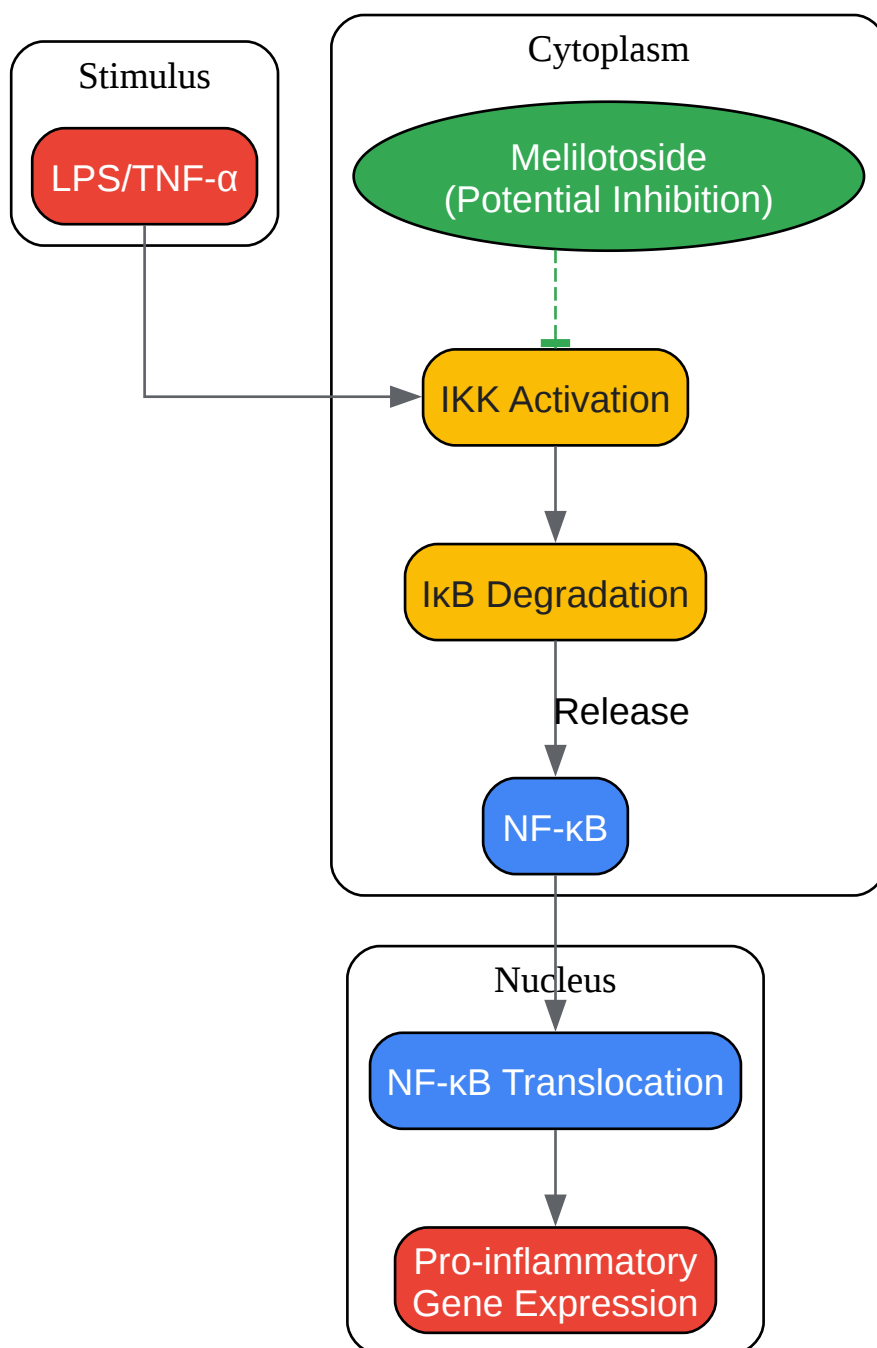 Stimulus
LPS/TNF-α
Cytoplasm
Melilotoside
(Potential Inhibition)
IKK Activation
IκB Degradation
Release
NF-κB
Nucleus
NF-κB Translocation
Pro-inflammatory
Gene Expression